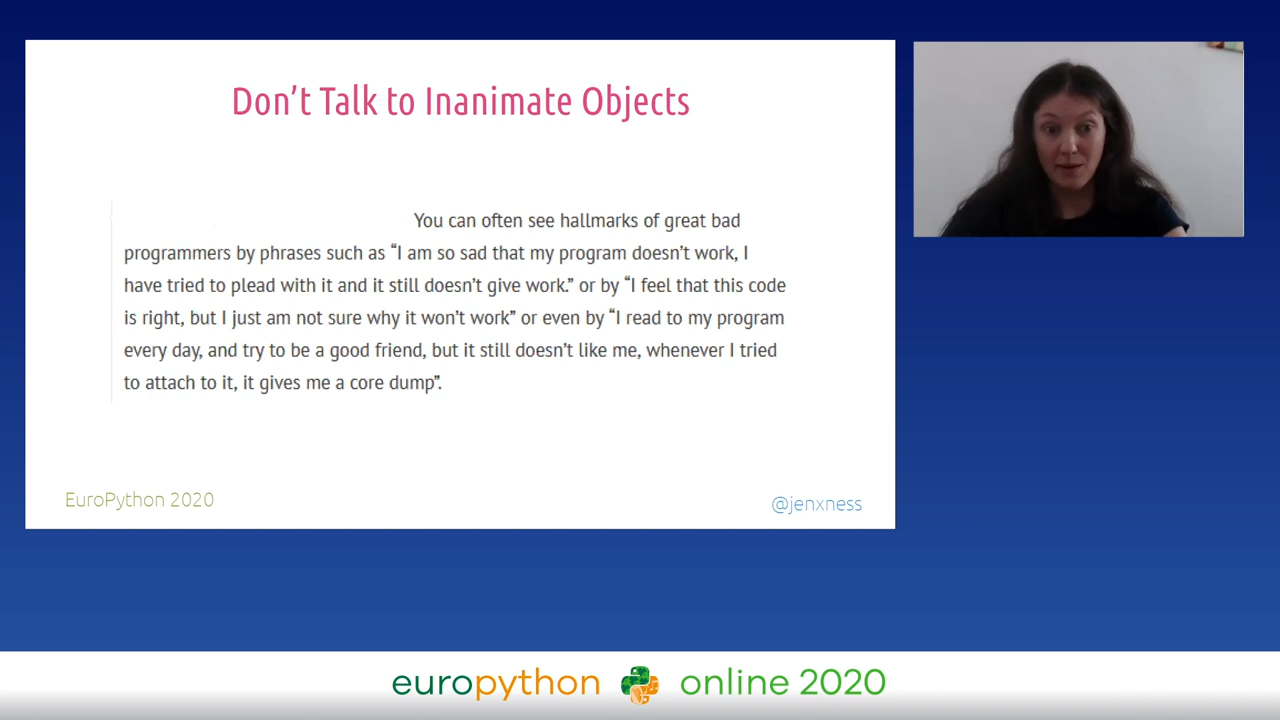 Don’t Talk to Inanimate Objects
You can often see hallmarks of great bad
programmers by phrases such as “I am so sad that my program doesn’t work, I
have tried to plead with it and it still doesn’t give work.” or by “I feel that this code
is right, but I just am not sure why it won’t work” or even by “I read to my program
every day, and try to be a good friend, but it still doesn’t like me, whenever I tried
to attach to it, it gives me a core dump”.
EuroPython 2020
@jenxness
europython online 2020